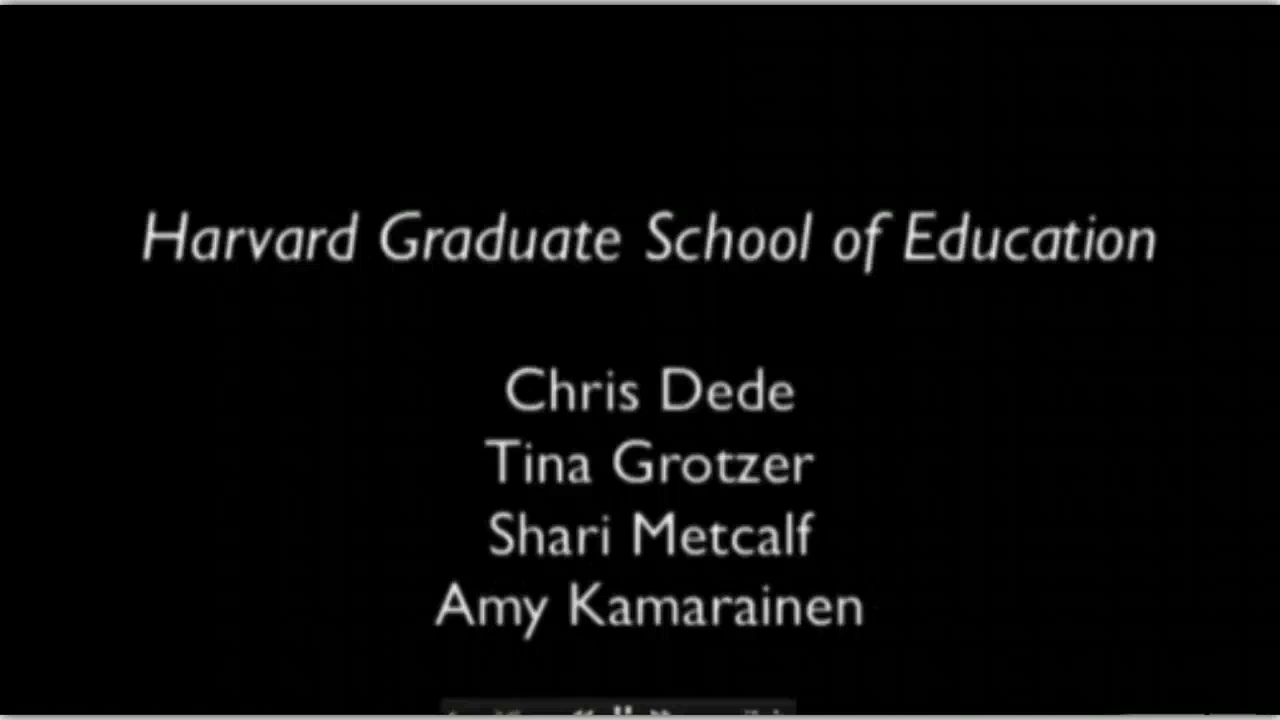 Harvard Graduate School of Education
Chris Dede
Tina Grotzer
Shari Metcalf
Amy Kamarainen